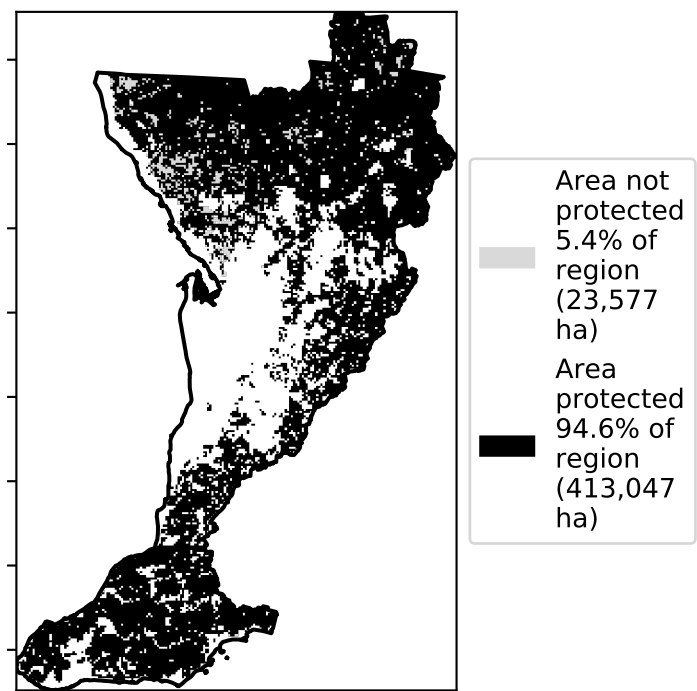 Area not
protected
5.4% of
region
(23,577
ha)
Area
protected
94.6% of
region
(413,047
ha)